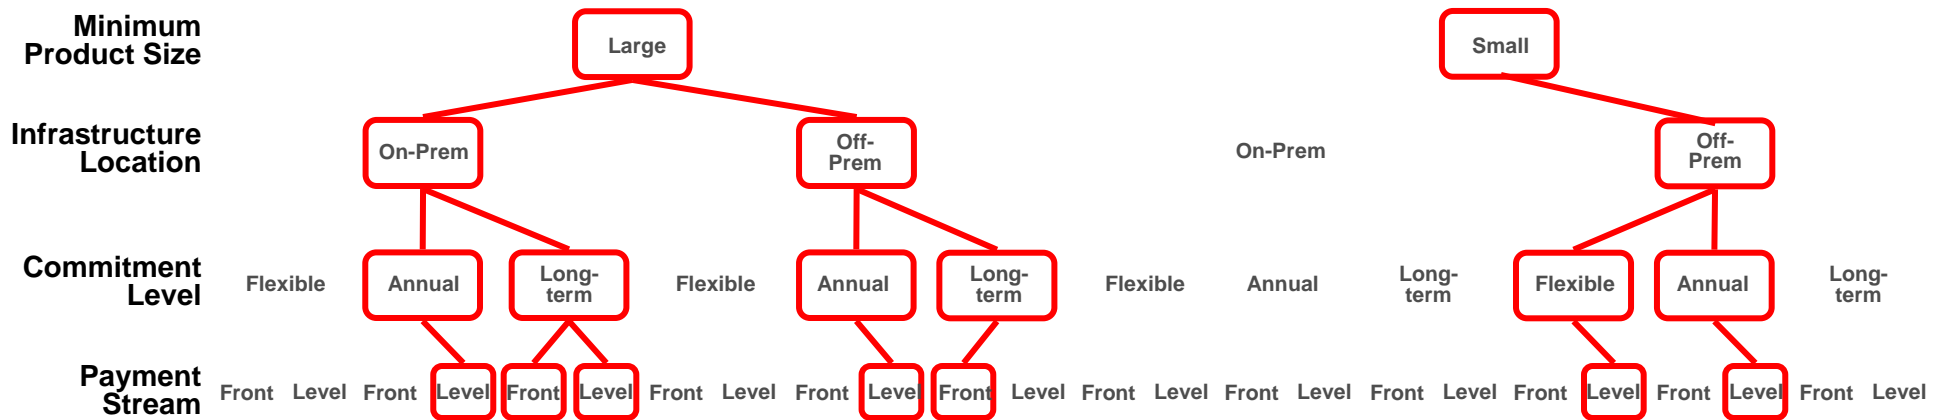 Minimum
Product Size
Large
Small
Infrastructure
Location
On-Prem
Off-
Prem
On-Prem
Off-
Prem
Commitment
Level
Flexible
Annual
Long-
term
Flexible
Annual
Long-
term
Flexible
Annual
Long-
term
Flexible
Annual
Long-
term
Payment
Stream
Front Level Front Level Front Level Front Level Front Level Front Level Front Level Front Level Front Level Front Level Front Level Front Level